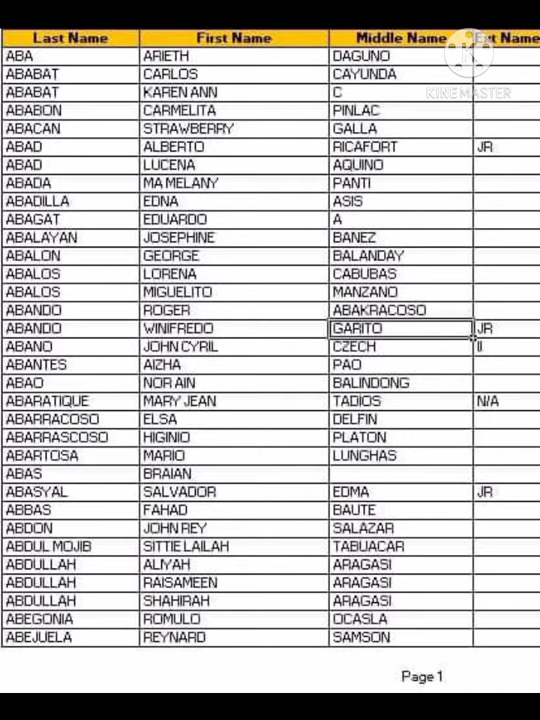 Last Name First Name Middle Name Ext Name
KINEMASTER
ABA ARIETH DAGUNO
ABABAT CARLOS CAYUNDA
ABABAT KAREN ANN C
ABABON CARMELITA PINLAC
ABACAN STRAWBERRY GALLA
ABAD ALBERTO RICAFORT JR
ABAD LUCENA AQUINO
ABADA MA MELANY PANTI
ABADILLA EDNA ASIS
ABAGAT EDUARDO A
ABALAYAN JOSEPHINE BANEZ
ABALON GEORGE BALANDAY
ABALOS LORENA CABUBAS
ABALOS MIGUELITO MANZANO
ABANDO ROGER ABAKRACOSO
ABANDO WINIFREDO GARITO JR
ABANO JOHN CYRIL CZECH II
ABANTES AIZHA PAO
ABAO NOR AIN BALINDONG
ABARATIQUE MARY JEAN TADIOS N/A
ABARRACOSO ELSA DELFIN
ABARRASCOSO HIGINIO PLATON
ABARTOSA MARIO LUNGHAS
ABAS BRAIAN
ABASYAL SALVADOR EDMA JR
ABBAS FAHAD BAUTE
ABDON JOHN REY SALAZAR
ABDUL MOJIB SITTIE LAILAH TABUACAR
ABDULLAH ALIYAH ARAGASI
ABDULLAH RAISAMEEN ARAGASI
ABDULLAH SHAHIRAH ARAGASI
ABEGONIA ROMULO OCASLA
ABEJUELA REYNARD SAMSON
Page 1